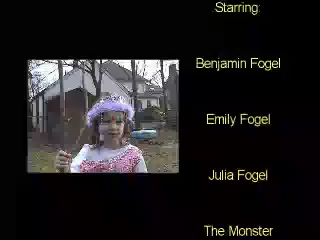 Starring:
Benjamin Fogel
Emily Fogel
Julia Fogel
The Monster